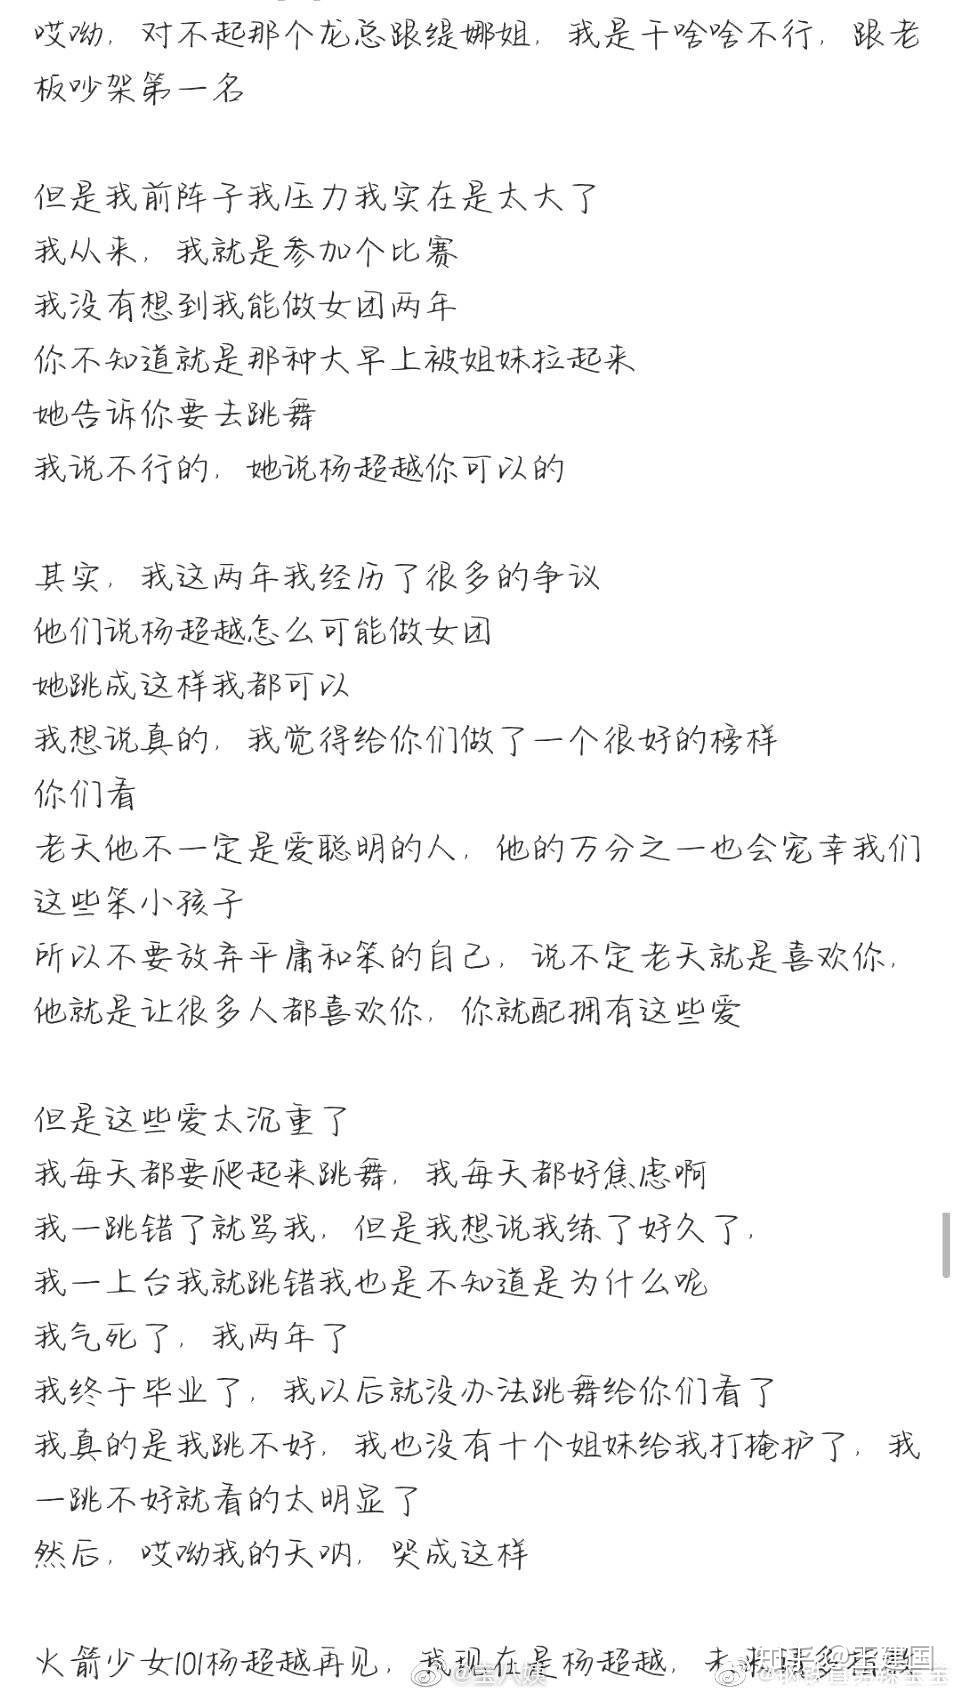 哎呦，对不起那个龙总跟缇娜姐，我是干啥啥不行，跟老
板吵架第一名
但是我前阵子我压力我实在是太大了
我从来，我就是参加个比赛
我没有想到我能做女团两年
你不知道就是那种大早上被姐妹拉起来
她告诉你要去跳舞
我说不行的，她说杨超越你可以的
其实，我这两年我经历了很多的争议
他们说杨超越怎么可能做女团
她跳成这样我都可以
我想说真的，我觉得给你们做了一个很好的榜样
你们看
老天他不一定是爱聪明的人，他的万分之一也会宠幸我们
这些笨小孩子
所以不要放弃平庸和笨的自己，说不定老天就是喜欢你，
他就是让很多人都喜欢你，你就配拥有这些爱
但是这些爱太沉重了
我每天都要爬起来跳舞，我每天都好焦虑啊
我一跳错了就骂我，但是我想说我练了好久了，
我一上台我就跳错我也是不知道是为什么呢
我气死了，我两年了
我终于毕业了，我以后就没办法跳舞给你们看了
我真的是我跳不好，我也没有十个姐妹给我打掩护了，我
一跳不好就看的太明显了
然后，哎呦我的天呐，哭成这样
火箭少女101杨超越再见，我现在是杨超越，未来
知乎 @王建国